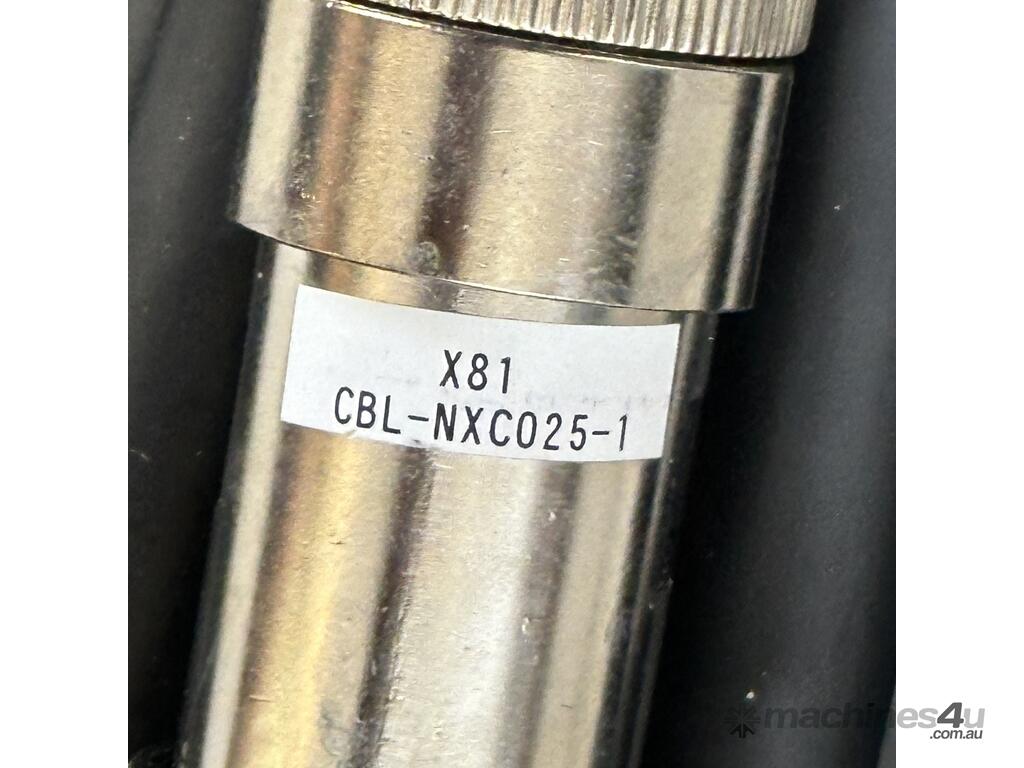 X81
CBL-NXC025-1
machines4u
.com.au